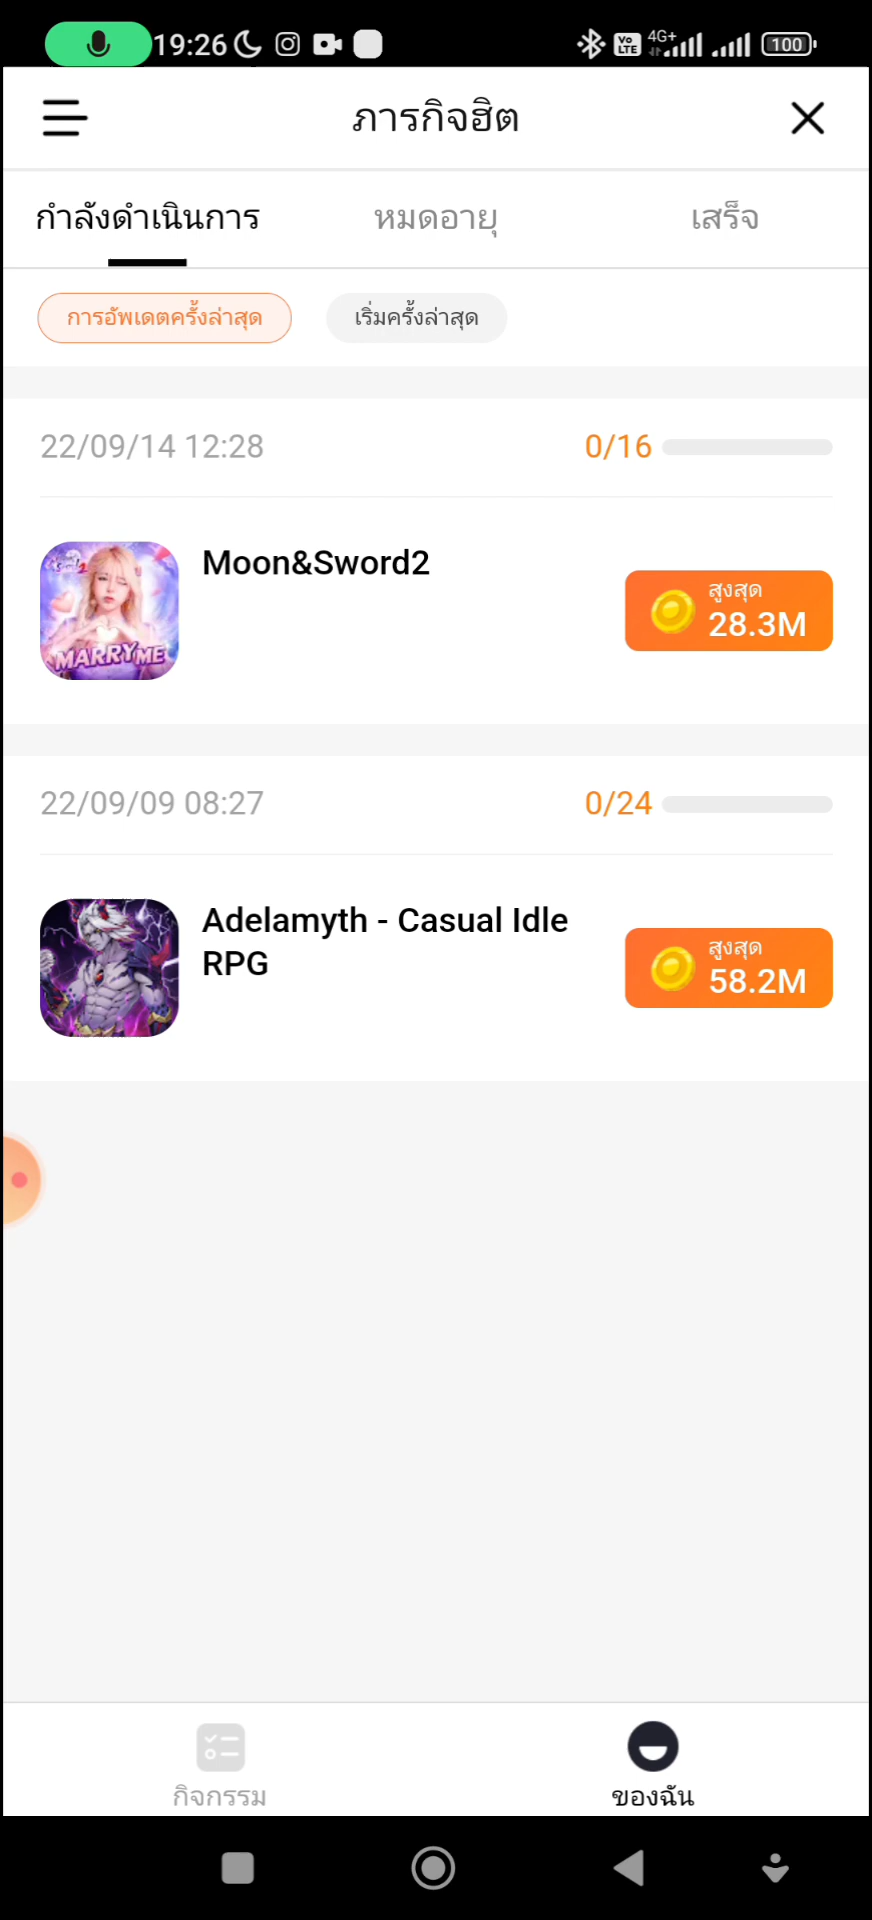 19:26
VoLTE
4G+
100
ภารกิจฮิต
กำลังดำเนินการ
หมดอายุ
เสร็จ
การอัพเดตครั้งล่าสุด
เริ่มครั้งล่าสุด
22/09/14 12:28
0/16
Moon&Sword2
MARRY ME
สูงสุด
28.3M
22/09/09 08:27
0/24
Adelamyth - Casual Idle
RPG
สูงสุด
58.2M
กิจกรรม
ของฉัน